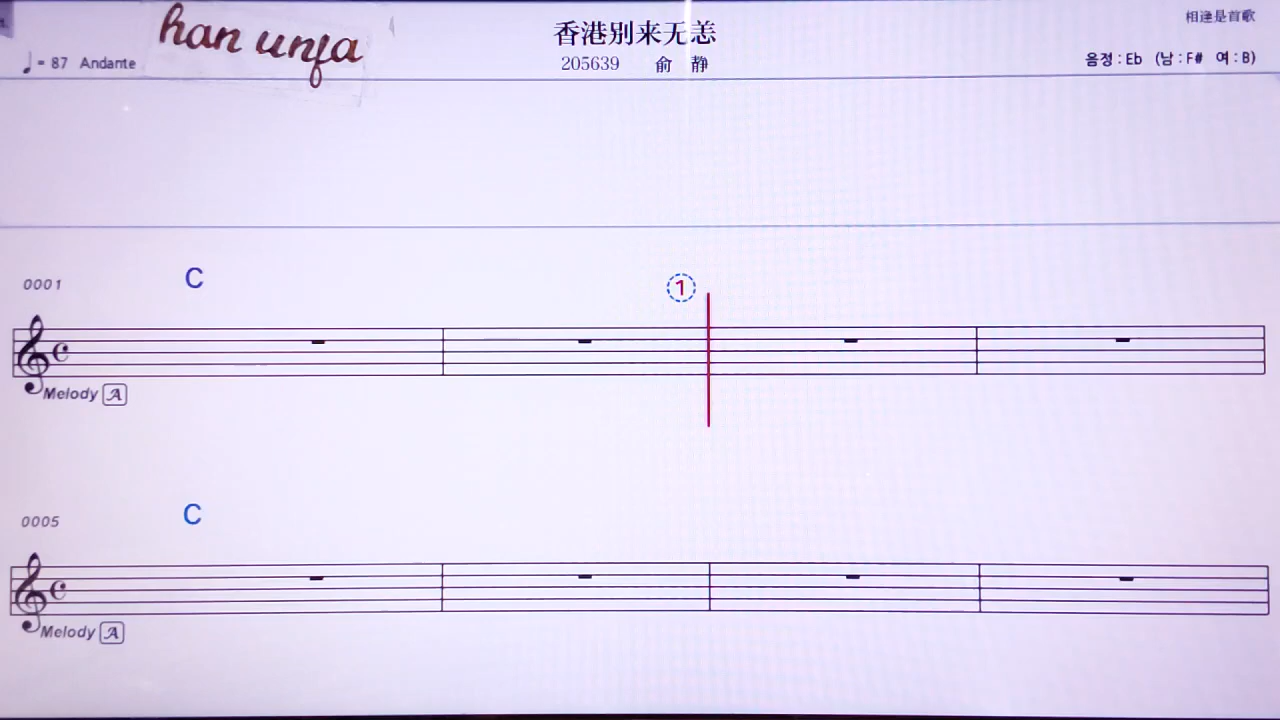 香港别来无恙
相逢是首歌
han unfa
♩= 87 Andante
205639 俞 静
음정 : Eb (남 : F# 여 : B)
0001 C
1
Melody A
0005 C
Melody A